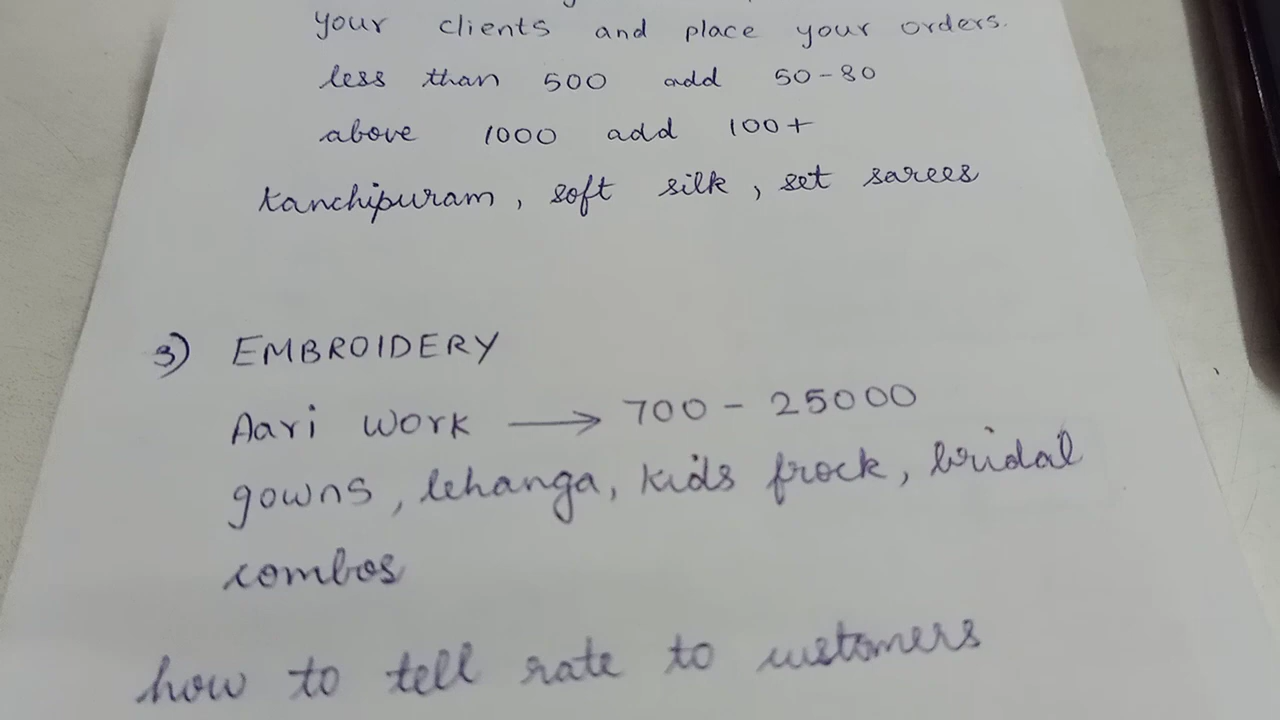 your clients and place your orders.
less than 500 add 50-80
above 1000 add 100+
Kanchipuram, soft silk, set sarees
3) EMBROIDERY
Aari work → 700 - 25000
gowns, lehanga, kids frock, bridal
combos
how to tell rate to customers